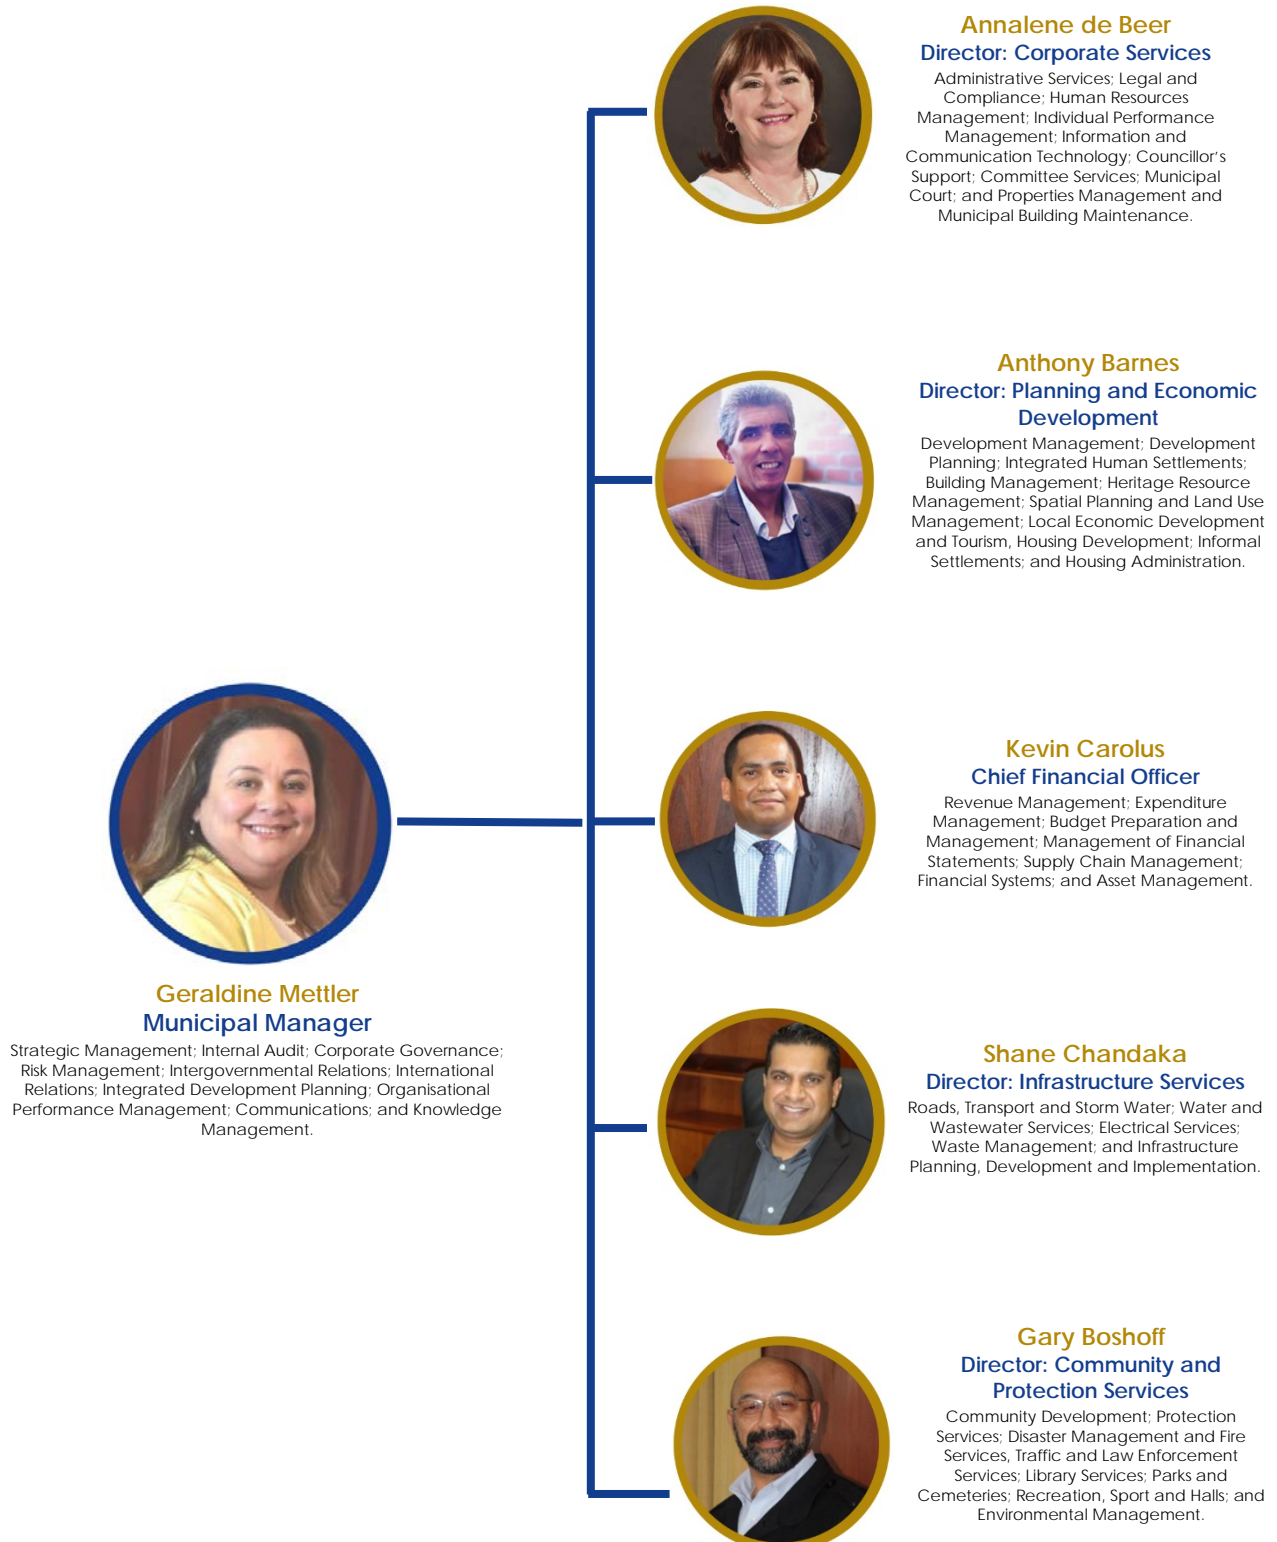 Annalene de Beer
Director: Corporate Services
Administrative Services; Legal and
Compliance; Human Resources
Management; Individual Performance
Management; Information and
Communication Technology; Councillor's
Support; Committee Services; Municipal
Court; and Properties Management and
Municipal Building Maintenance.
Anthony Barnes
Director: Planning and Economic
Development
Development Management; Development
Planning; Integrated Human Settlements;
Building Management; Heritage Resource
Management; Spatial Planning and Land Use
Management; Local Economic Development
and Tourism, Housing Development; Informal
Settlements; and Housing Administration.
Kevin Carolus
Chief Financial Officer
Revenue Management; Expenditure
Management; Budget Preparation and
Management; Management of Financial
Statements; Supply Chain Management;
Financial Systems; and Asset Management.
Geraldine Mettler
Municipal Manager
Strategic Management; Internal Audit; Corporate Governance;
Risk Management; Intergovernmental Relations; International
Relations; Integrated Development Planning; Organisational
Performance Management; Communications; and Knowledge
Management.
Shane Chandaka
Director: Infrastructure Services
Roads, Transport and Storm Water; Water and
Wastewater Services; Electrical Services;
Waste Management; and Infrastructure
Planning, Development and Implementation.
Gary Boshoff
Director: Community and
Protection Services
Community Development; Protection
Services; Disaster Management and Fire
Services, Traffic and Law Enforcement
Services; Library Services; Parks and
Cemeteries; Recreation, Sport and Halls; and
Environmental Management.